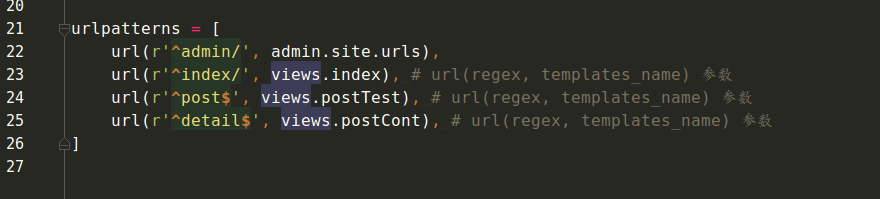 20
21 urlpatterns = [
22     url(r'^admin/', admin.site.urls),
23     url(r'^index/', views.index), # url(regex, templates_name) 参数
24     url(r'^post$', views.postTest), # url(regex, templates_name) 参数
25     url(r'^detail$', views.postCont), # url(regex, templates_name) 参数
26 ]
27